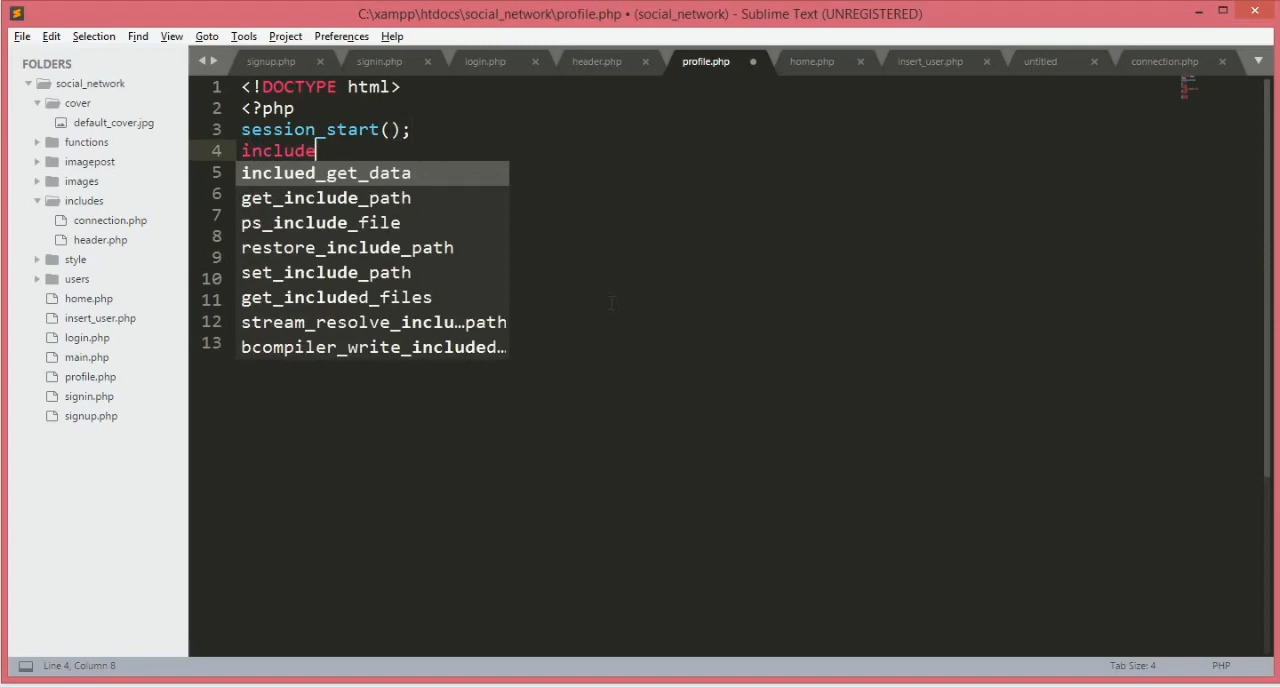 C:\xampp\htdocs\social_network\profile.php • (social_network) - Sublime Text (UNREGISTERED)
File Edit Selection Find View Goto Tools Project Preferences Help
FOLDERS
social_network
cover
default_cover.jpg
functions
imagepost
images
includes
connection.php
header.php
style
users
home.php
insert_user.php
login.php
main.php
profile.php
signin.php
signup.php
signup.php signin.php login.php header.php profile.php home.php insert_user.php untitled connection.php
1 <!DOCTYPE html>
2 <?php
3 session_start();
4 include
5 inclued_get_data
6 get_include_path
7 ps_include_file
8 restore_include_path
9 set_include_path
10 get_included_files
11 stream_resolve_inclu…path
12 bcompiler_write_included…
13
Line 4, Column 8
Tab Size: 4
PHP